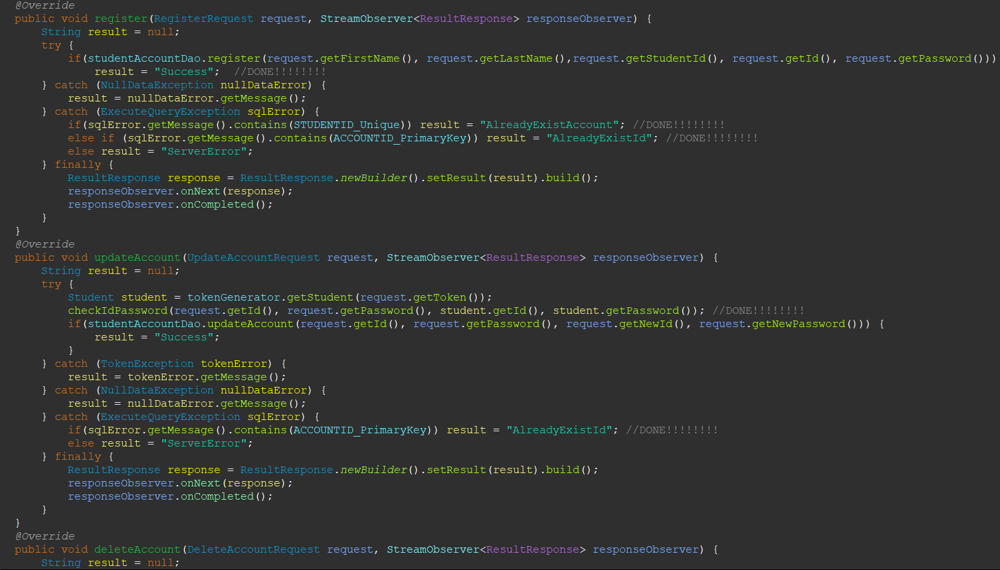 @Override
public void register(RegisterRequest request, StreamObserver<ResultResponse> responseObserver) {
    String result = null;
    try {
        if(studentAccountDao.register(request.getFirstName(), request.getLastName(),request.getStudentId(), request.getId(), request.getPassword()))
            result = "Success";  //DONE!!!!!!!!
    } catch (NullDataException nullDataError) {
        result = nullDataError.getMessage();
    } catch (ExecuteQueryException sqlError) {
        if(sqlError.getMessage().contains(STUDENTID_Unique)) result = "AlreadyExistAccount"; //DONE!!!!!!!!
        else if (sqlError.getMessage().contains(ACCOUNTID_PrimaryKey)) result = "AlreadyExistId"; //DONE!!!!!!!!
        else result = "ServerError";
    } finally {
        ResultResponse response = ResultResponse.newBuilder().setResult(result).build();
        responseObserver.onNext(response);
        responseObserver.onCompleted();
    }
}
@Override
public void updateAccount(UpdateAccountRequest request, StreamObserver<ResultResponse> responseObserver) {
    String result = null;
    try {
        Student student = tokenGenerator.getStudent(request.getToken());
        checkIdPassword(request.getId(), request.getPassword(), student.getId(), student.getPassword()); //DONE!!!!!!!!
        if(studentAccountDao.updateAccount(request.getId(), request.getPassword(), request.getNewId(), request.getNewPassword())) {
            result = "Success";
        }
    } catch (TokenException tokenError) {
        result = tokenError.getMessage();
    } catch (NullDataException nullDataError) {
        result = nullDataError.getMessage();
    } catch (ExecuteQueryException sqlError) {
        if(sqlError.getMessage().contains(ACCOUNTID_PrimaryKey)) result = "AlreadyExistId"; //DONE!!!!!!!!
        else result = "ServerError";
    } finally {
        ResultResponse response = ResultResponse.newBuilder().setResult(result).build();
        responseObserver.onNext(response);
        responseObserver.onCompleted();
    }
}
@Override
public void deleteAccount(DeleteAccountRequest request, StreamObserver<ResultResponse> responseObserver) {
    String result = null;